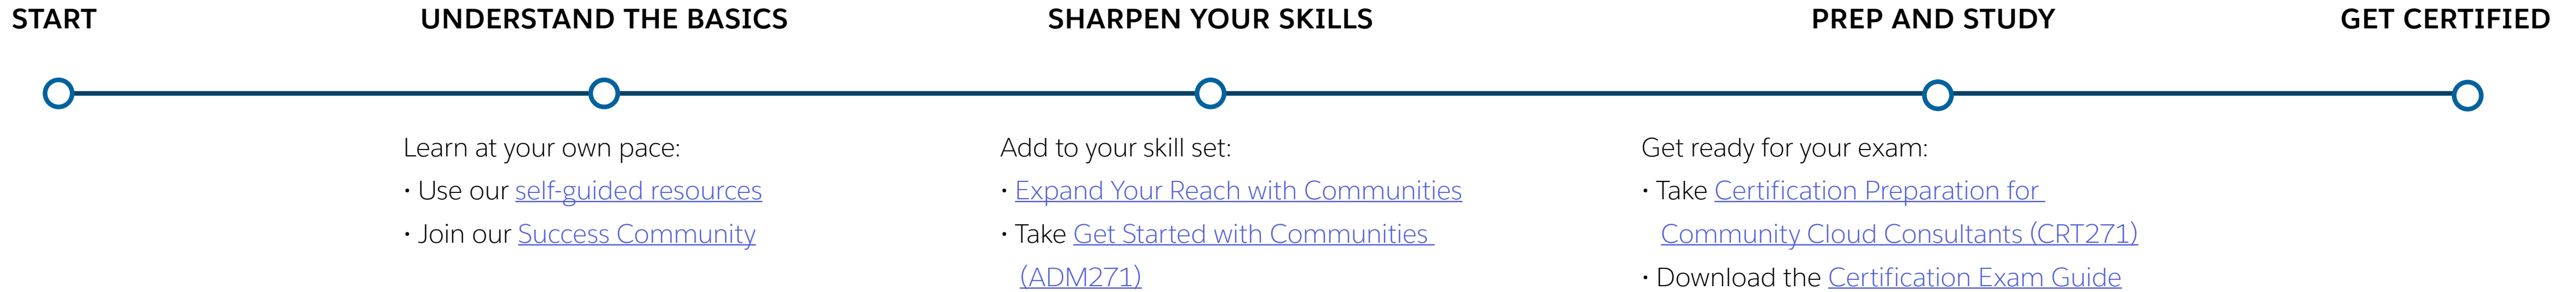 START
UNDERSTAND THE BASICS
SHARPEN YOUR SKILLS
PREP AND STUDY
GET CERTIFIED
Learn at your own pace:
· Use our self-guided resources
· Join our Success Community
Add to your skill set:
· Expand Your Reach with Communities
· Take Get Started with Communities
(ADM271)
Get ready for your exam:
· Take Certification Preparation for
Community Cloud Consultants (CRT271)
· Download the Certification Exam Guide